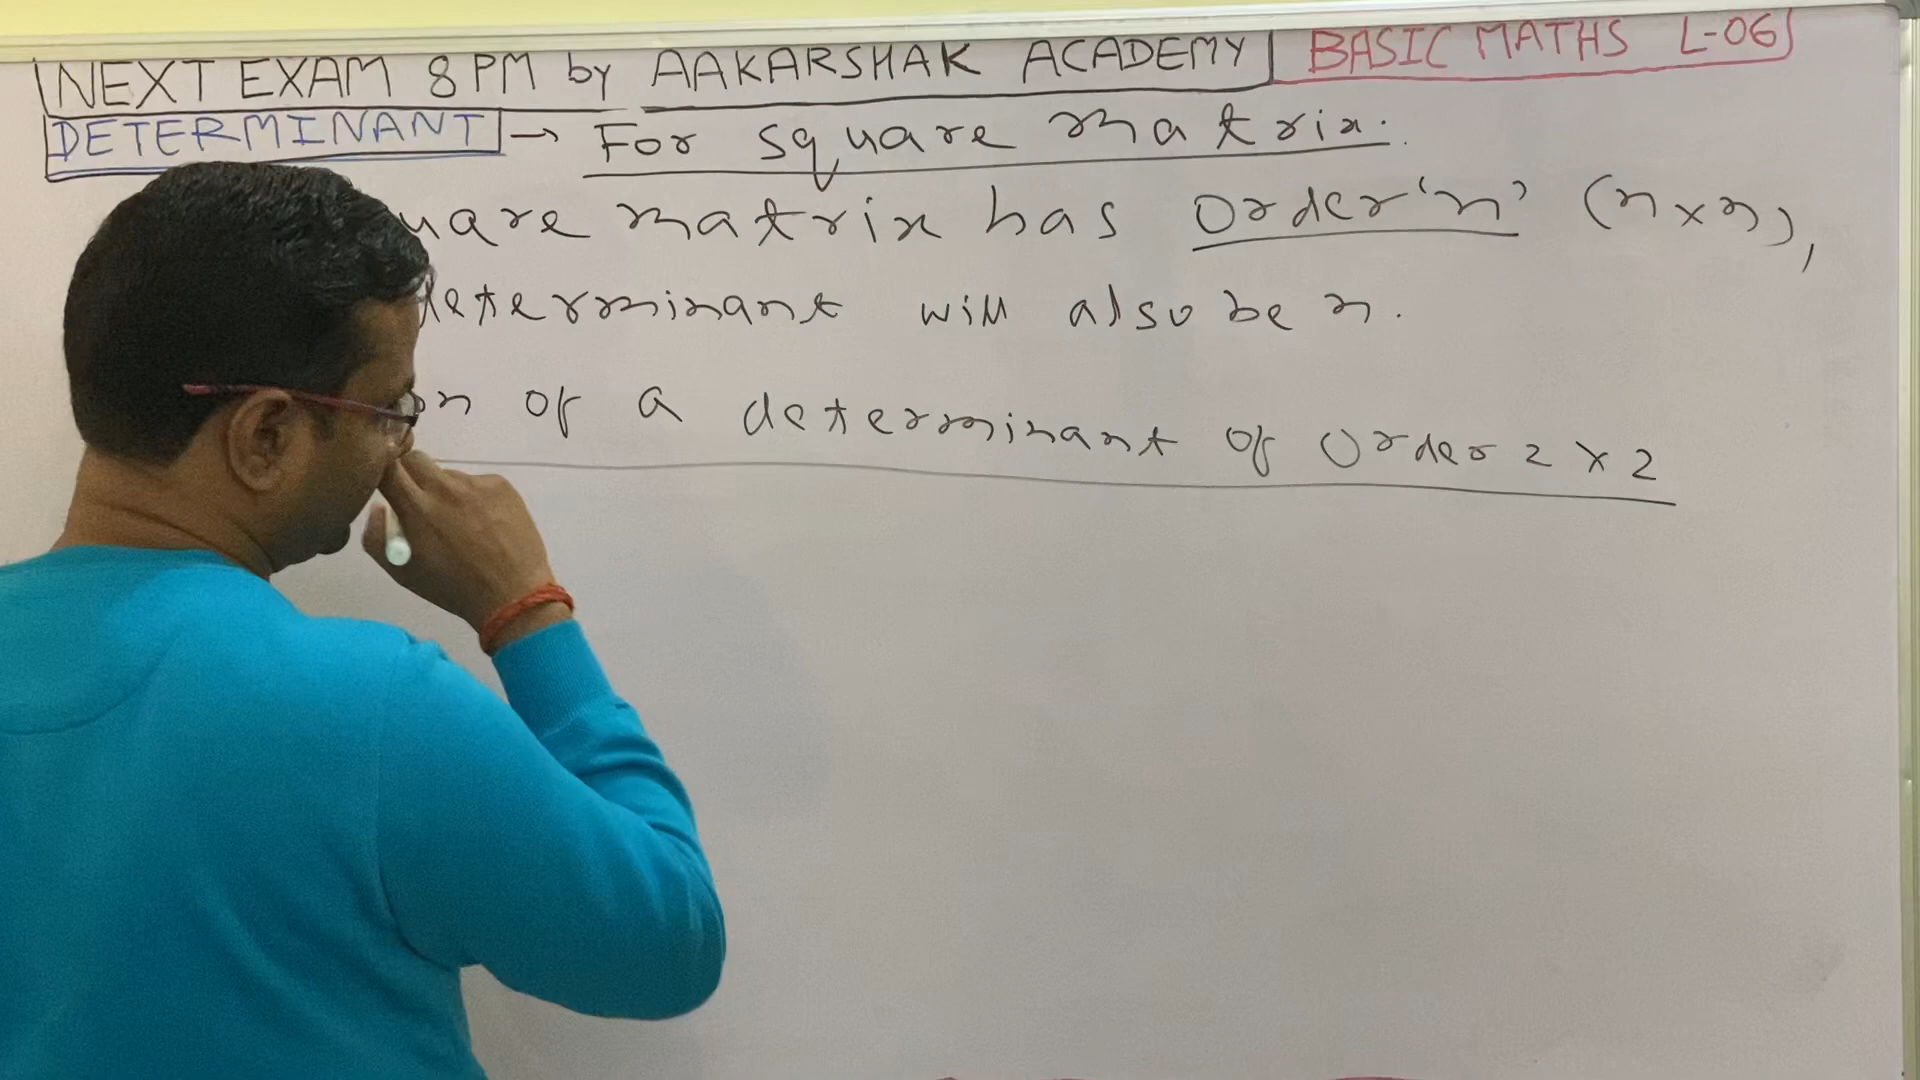 NEXT EXAM 8 PM by AAKARSHAK ACADEMY BASIC MATHS L-06
DETERMINANT → For square matrix.
uare matrix has Order 'n' (n×n),
determinant will also be n.
on of a determinant of Order 2×2